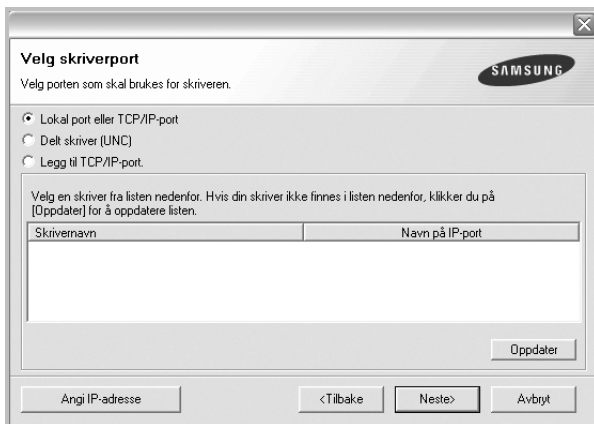 Velg skriverport
Velg porten som skal brukes for skriveren.
SAMSUNG
Lokal port eller TCP/IP-port
Delt skriver (UNC)
Legg til TCP/IP-port.
Velg en skriver fra listen nedenfor. Hvis din skriver ikke finnes i listen nedenfor, klikker du på
[Oppdater] for å oppdatere listen.
Skrivernavn Navn på IP-port
Oppdater
Angi IP-adresse <Tilbake Neste> Avbryt